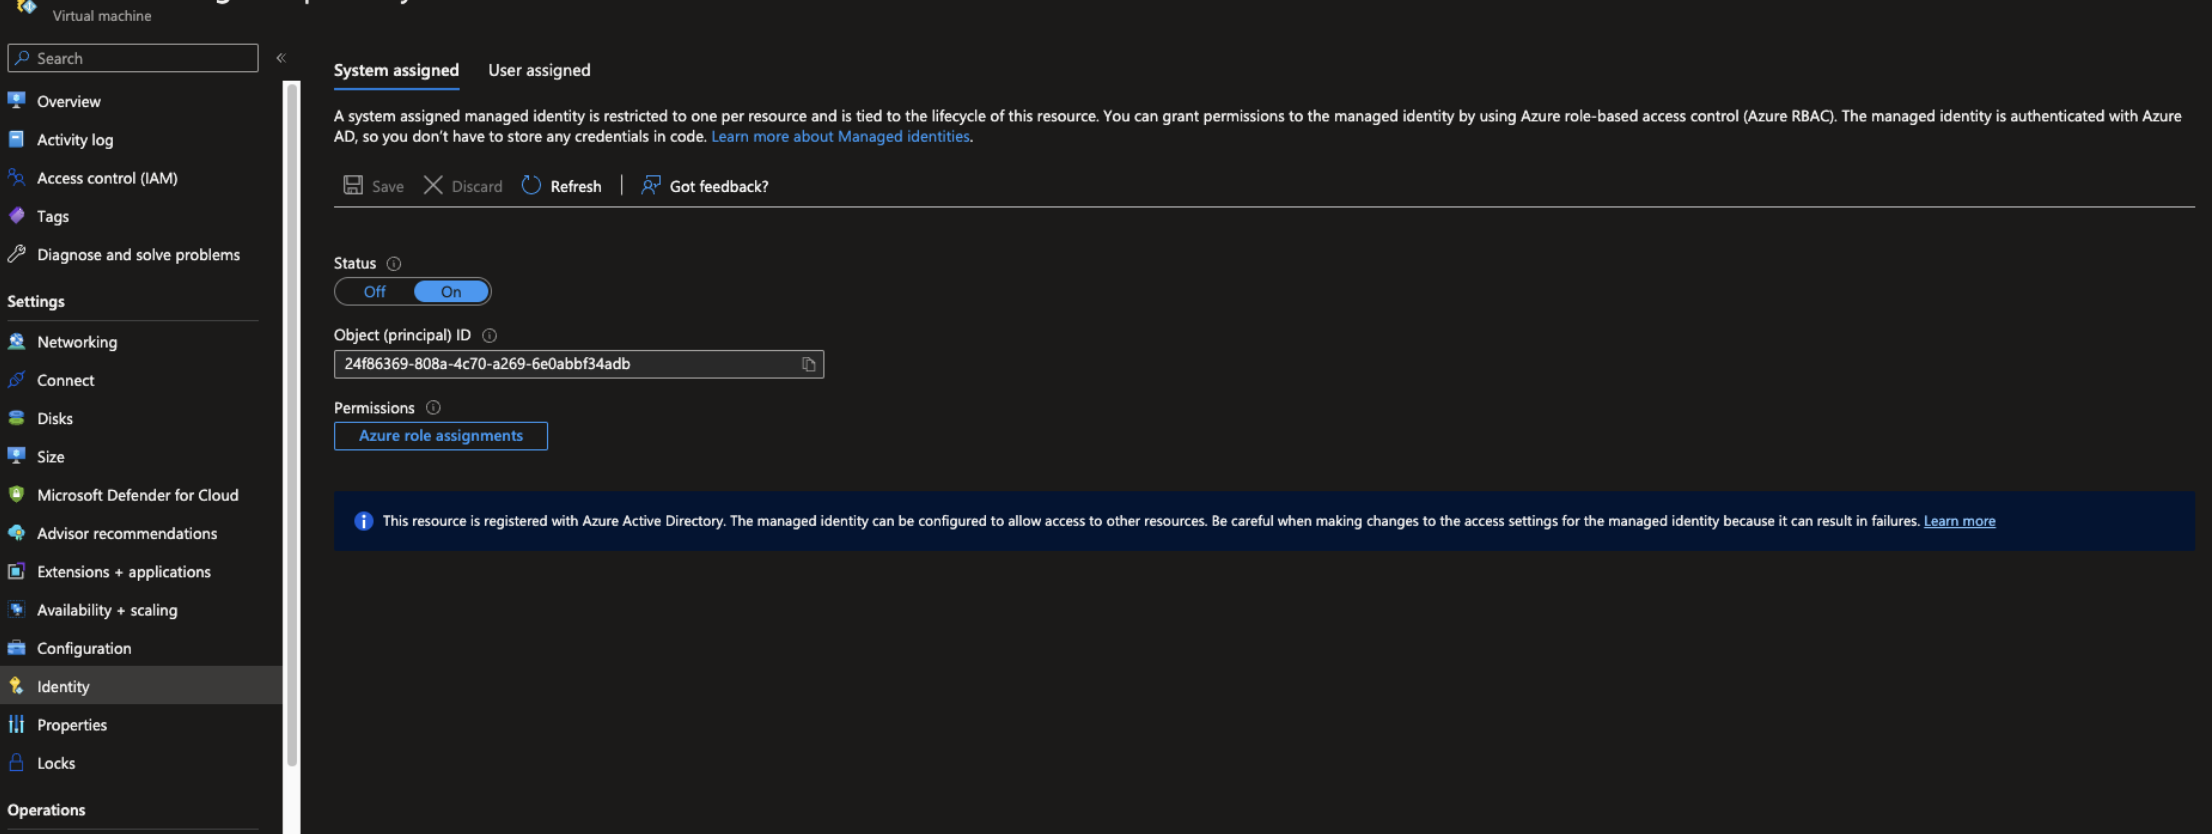 Virtual machine
Search
«
Overview
Activity log
Access control (IAM)
Tags
Diagnose and solve problems
Settings
Networking
Connect
Disks
Size
Microsoft Defender for Cloud
Advisor recommendations
Extensions + applications
Availability + scaling
Configuration
Identity
Properties
Locks
Operations
System assigned User assigned
A system assigned managed identity is restricted to one per resource and is tied to the lifecycle of this resource. You can grant permissions to the managed identity by using Azure role-based access control (Azure RBAC). The managed identity is authenticated with Azure
AD, so you don’t have to store any credentials in code. Learn more about Managed identities.
Save Discard Refresh Got feedback?
Status
Off On
Object (principal) ID
24f86369-808a-4c70-a269-6e0abbf34adb
Permissions
Azure role assignments
This resource is registered with Azure Active Directory. The managed identity can be configured to allow access to other resources. Be careful when making changes to the access settings for the managed identity because it can result in failures. Learn more